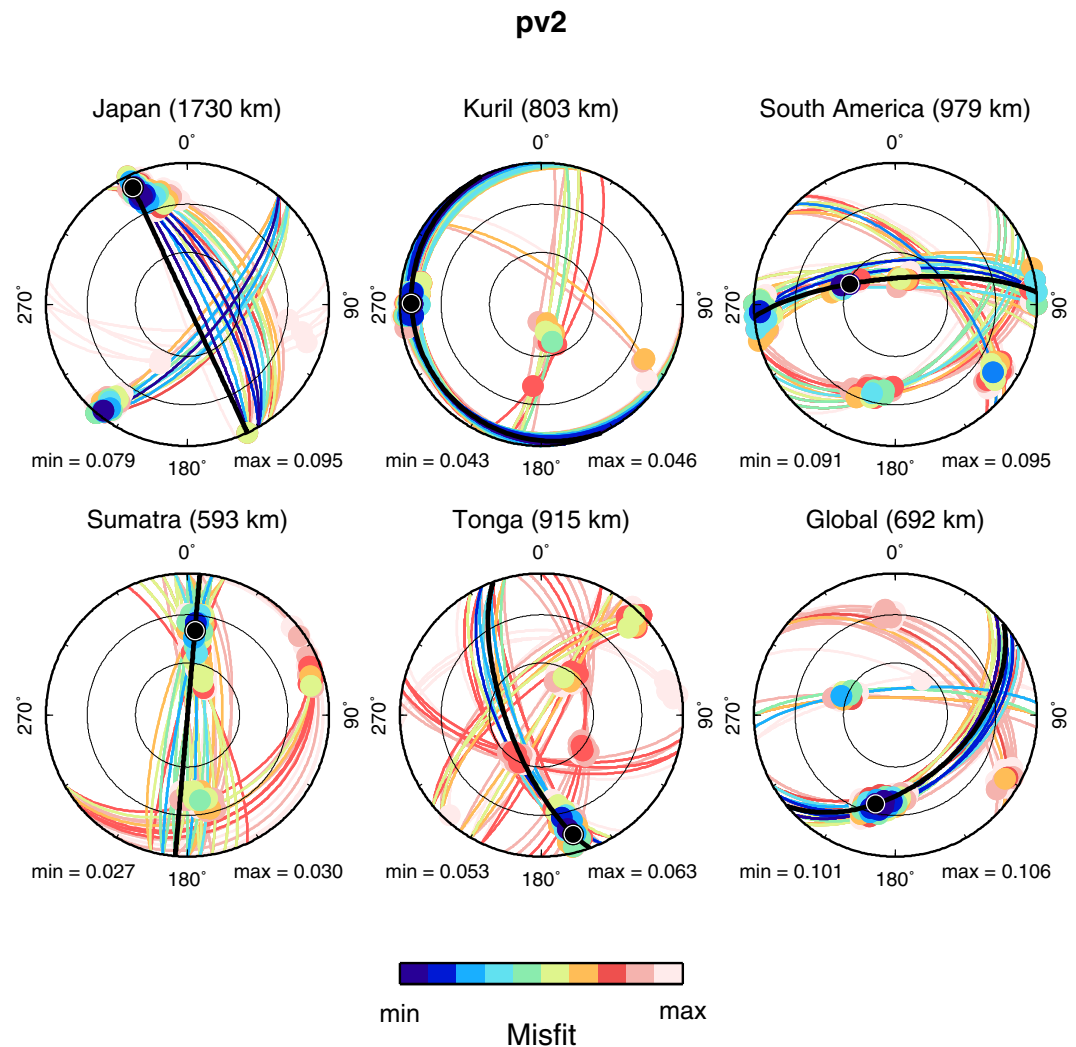 pv2
Japan (1730 km) Kuril (803 km) South America (979 km)
0° 0° 0°
270° 90° 270° 90° 270° 90°
min = 0.079 180° max = 0.095 min = 0.043 180° max = 0.046 min = 0.091 180° max = 0.095
Sumatra (593 km) Tonga (915 km) Global (692 km)
0° 0° 0°
270° 90° 270° 90° 270° 90°
min = 0.027 180° max = 0.030 min = 0.053 180° max = 0.063 min = 0.101 180° max = 0.106
min max
Misfit